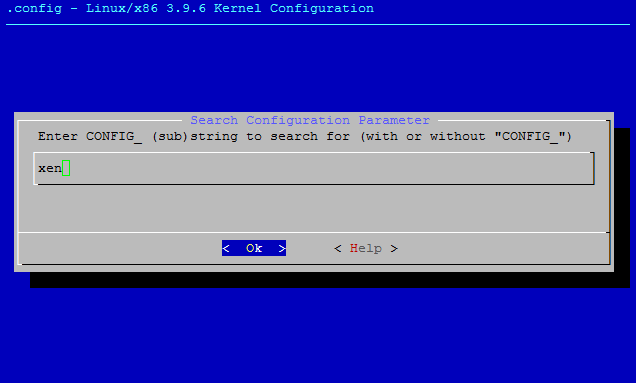 .config - Linux/x86 3.9.6 Kernel Configuration
Search Configuration Parameter
Enter CONFIG_ (sub)string to search for (with or without "CONFIG_")
xen
< Ok > < Help >